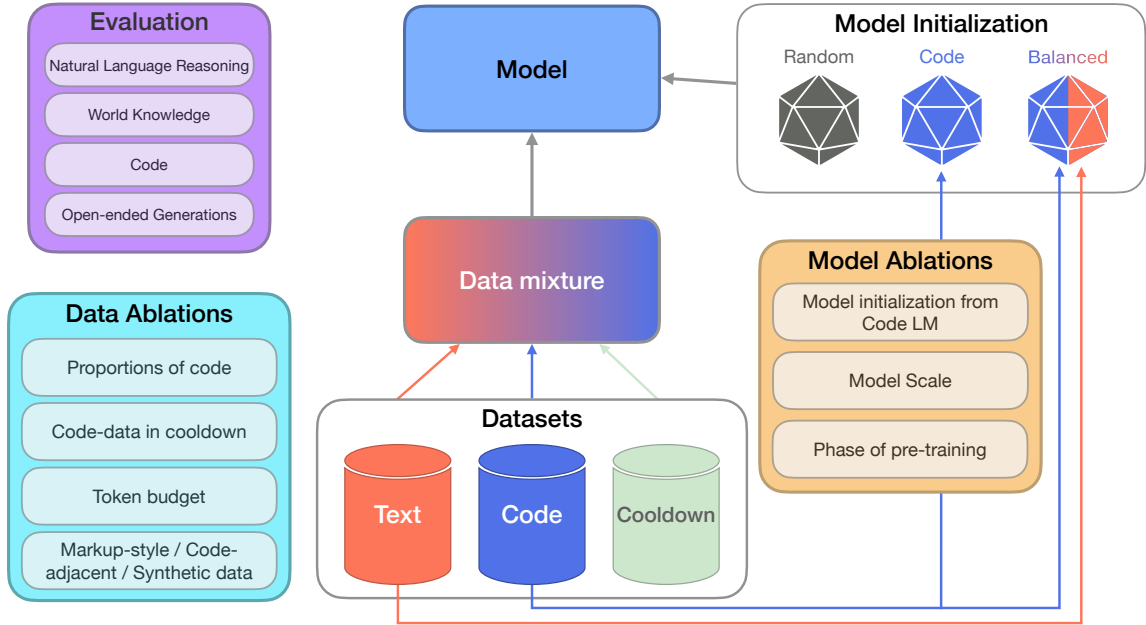 Evaluation
Natural Language Reasoning
World Knowledge
Code
Open-ended Generations
Data Ablations
Proportions of code
Code-data in cooldown
Token budget
Markup-style / Code-
adjacent / Synthetic data
Model
Data mixture
Datasets
Text
Code
Cooldown
Model Initialization
Random
Code
Balanced
Model Ablations
Model initialization from
Code LM
Model Scale
Phase of pre-training